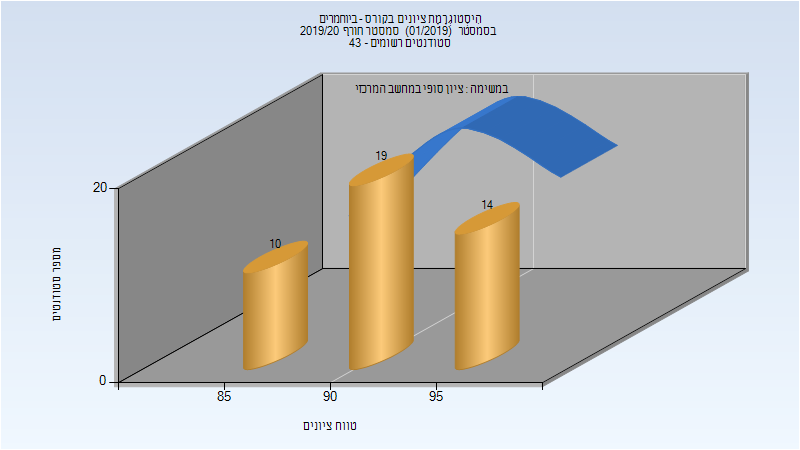 היסטוגרמת ציונים בקורס - ביוחמרים
בסמסטר (01/2019) סמסטר חורף 2019/20
סטודנטים רשומים - 43
במשימה : ציון סופי במחשב המרכזי
19
14
10
20
0
מספר סטודנטים
85
90
95
טווח ציונים